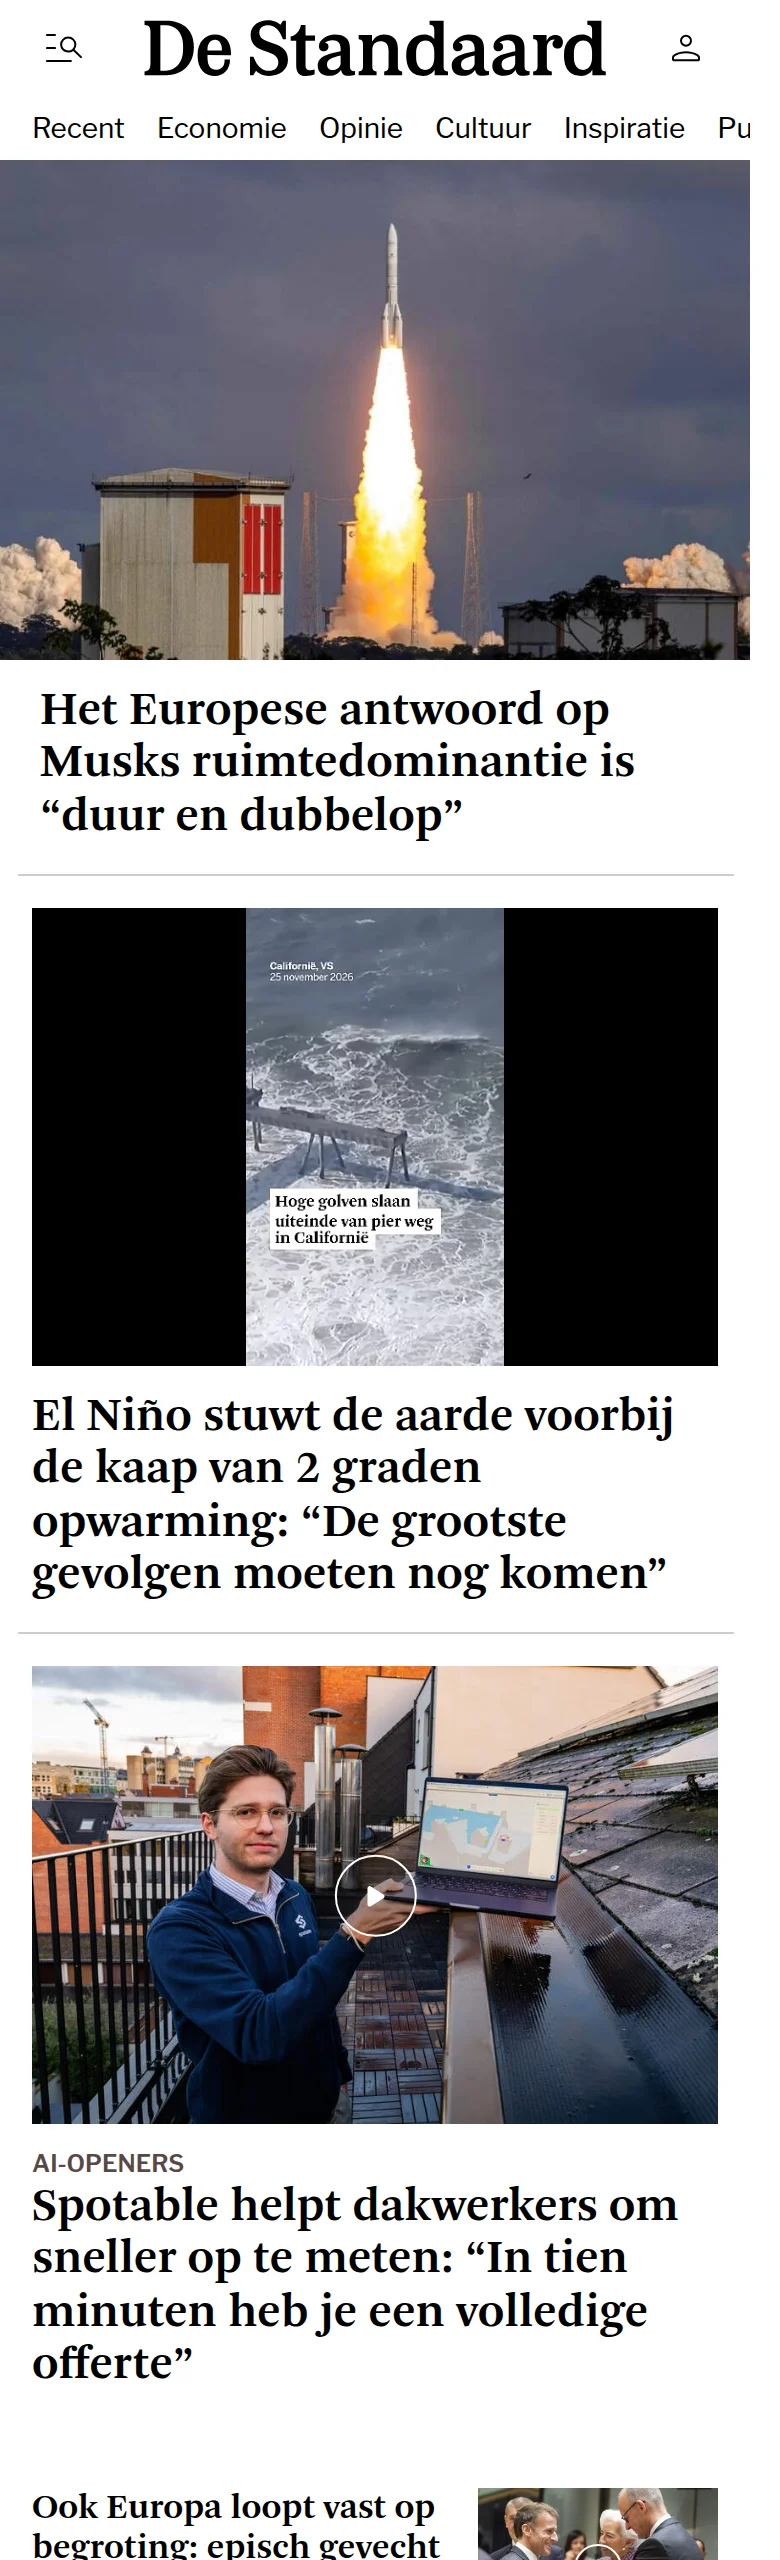 De Standaard
Recent Economie Opinie Cultuur Inspiratie Pu
Het Europese antwoord op
Musks ruimtedominantie is
“duur en dubbelop”
Californië, VS
25 november 2026
Hoge golven slaan
uiteinde van pier weg
in Californië
El Niño stuwt de aarde voorbij
de kaap van 2 graden
opwarming: “De grootste
gevolgen moeten nog komen”
AI-OPENERS
Spotable helpt dakwerkers om
sneller op te meten: “In tien
minuten heb je een volledige
offerte”
Ook Europa loopt vast op
begroting: episch gevecht